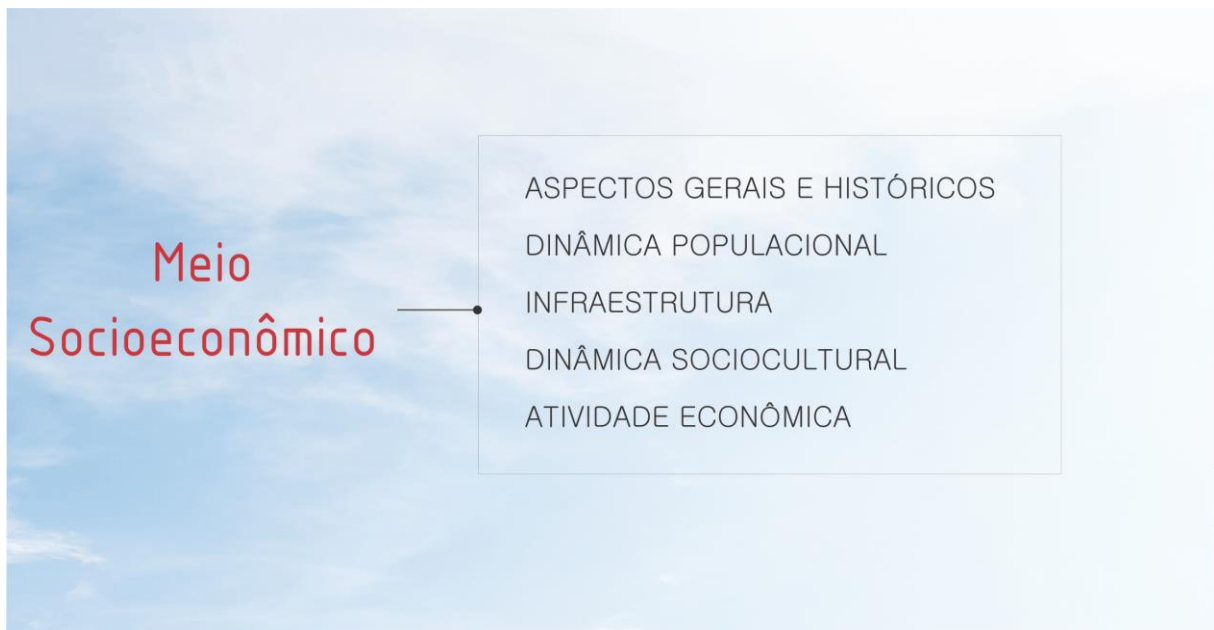 Meio
Socioeconômico
ASPECTOS GERAIS E HISTÓRICOS
DINÂMICA POPULACIONAL
INFRAESTRUTURA
DINÂMICA SOCIOCULTURAL
ATIVIDADE ECONÔMICA